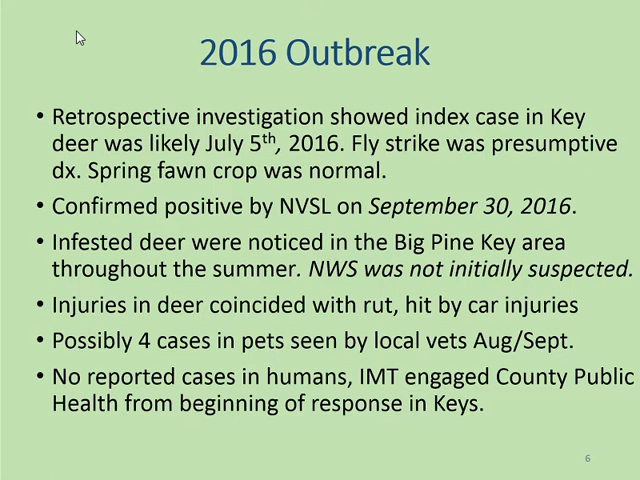 2016 Outbreak
• Retrospective investigation showed index case in Key
deer was likely July 5th, 2016. Fly strike was presumptive
dx. Spring fawn crop was normal.
• Confirmed positive by NVSL on September 30, 2016.
• Infested deer were noticed in the Big Pine Key area
throughout the summer. NWS was not initially suspected.
• Injuries in deer coincided with rut, hit by car injuries
• Possibly 4 cases in pets seen by local vets Aug/Sept.
• No reported cases in humans, IMT engaged County Public
Health from beginning of response in Keys.
6